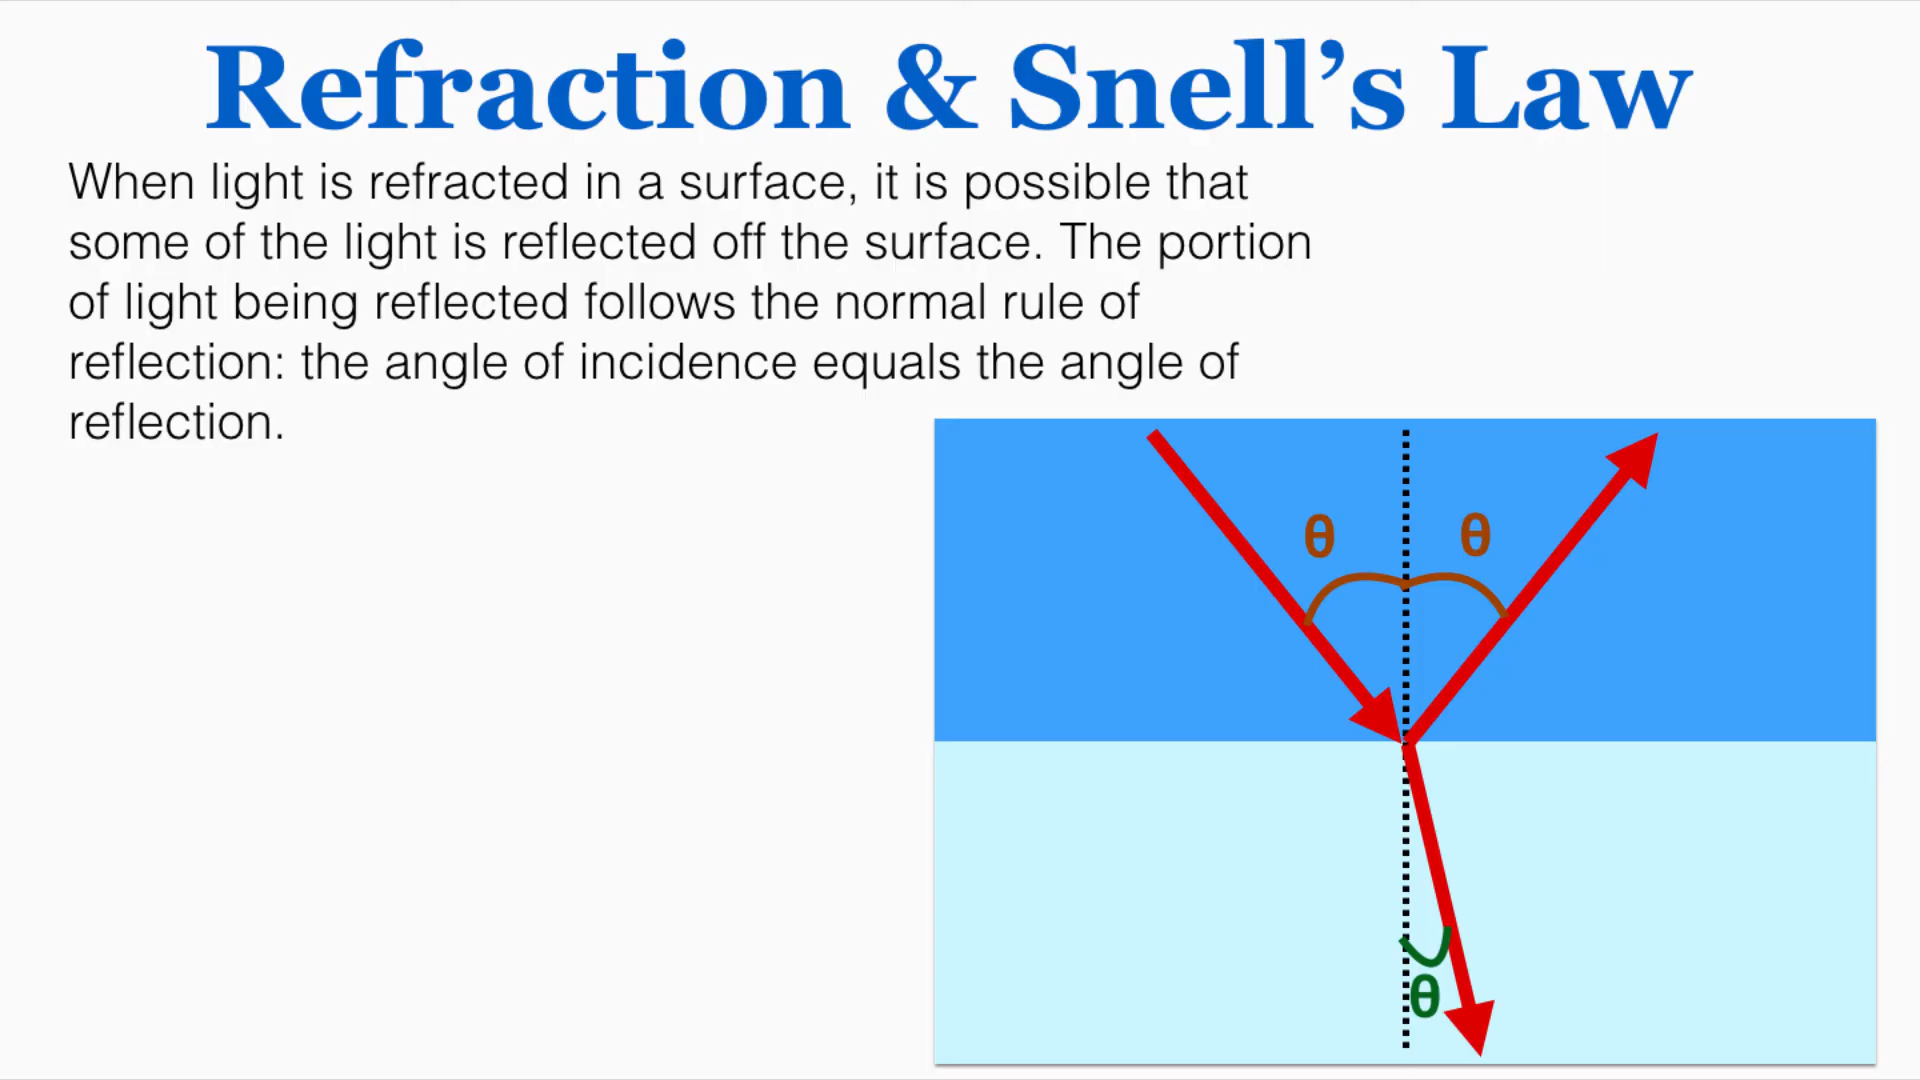 Refraction & Snell’s Law
When light is refracted in a surface, it is possible that
some of the light is reflected off the surface. The portion
of light being reflected follows the normal rule of
reflection: the angle of incidence equals the angle of
reflection.
θ θ
θ